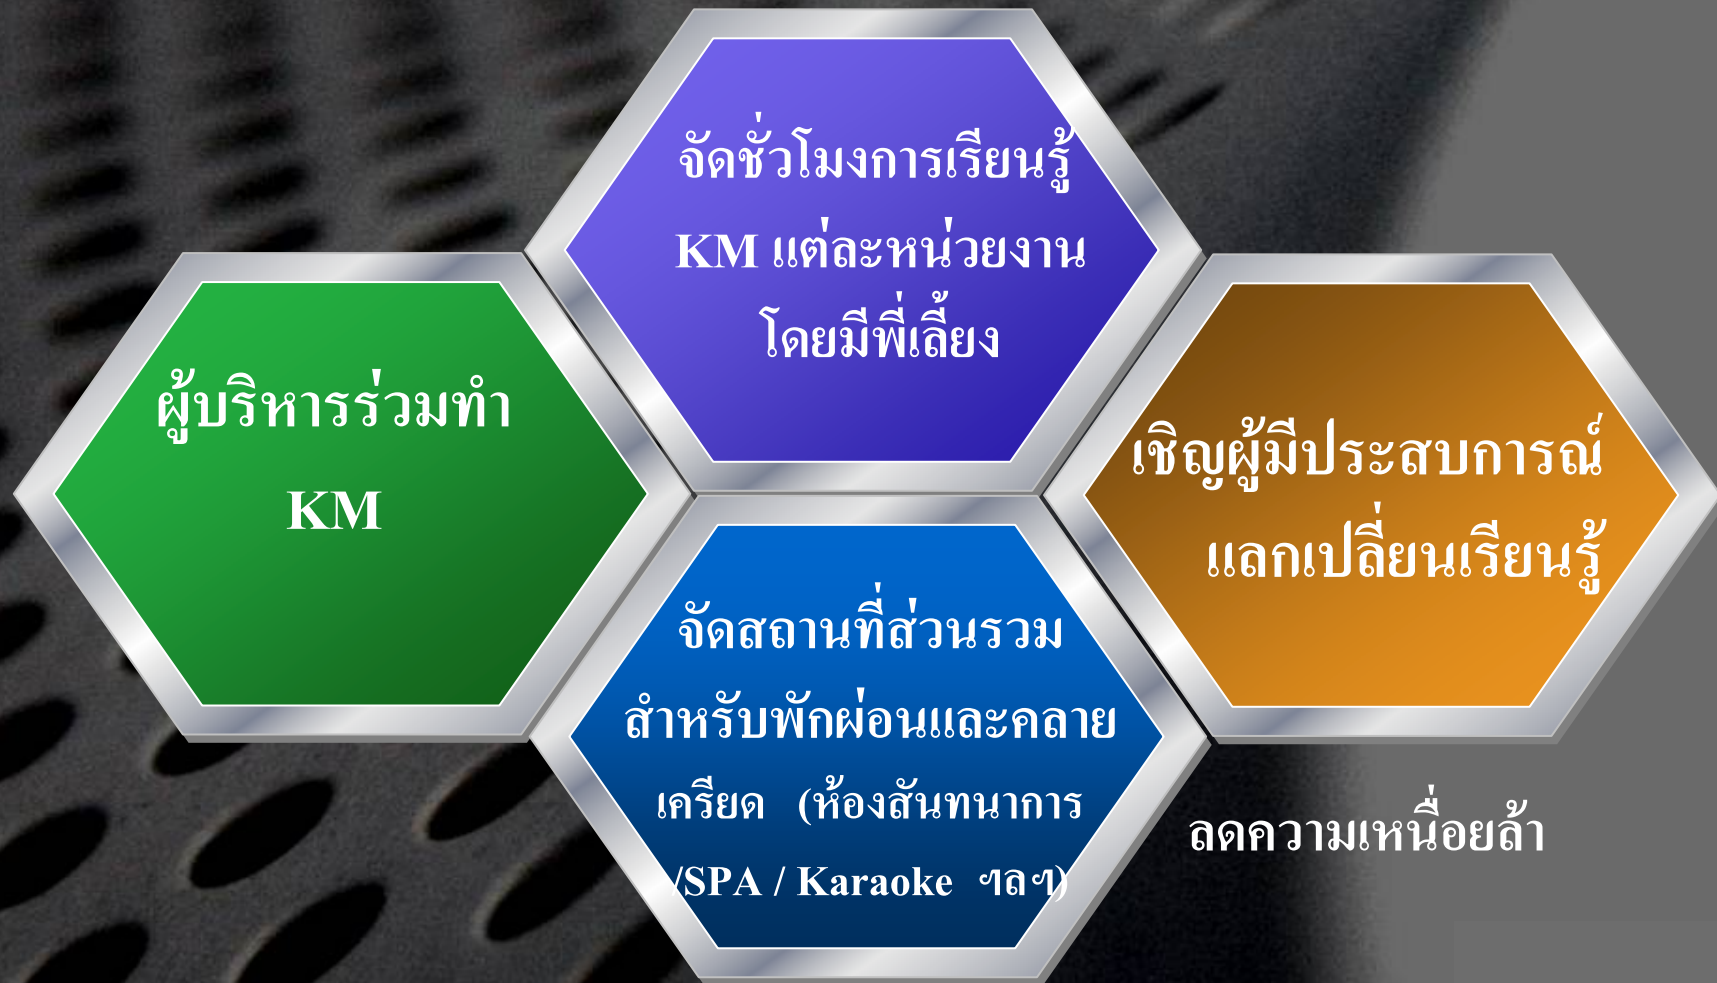 จัดชั่วโมงการเรียนรู้
KM แต่ละหน่วยงาน
โดยมีพี่เลี้ยง
ผู้บริหารร่วมทำ
KM
เชิญผู้มีประสบการณ์
แลกเปลี่ยนเรียนรู้
จัดสถานที่ส่วนรวม
สำหรับพักผ่อนและคลาย
เครียด (ห้องสันทนาการ
/SPA / Karaoke ฯลฯ)
ลดความเหนื่อยล้า